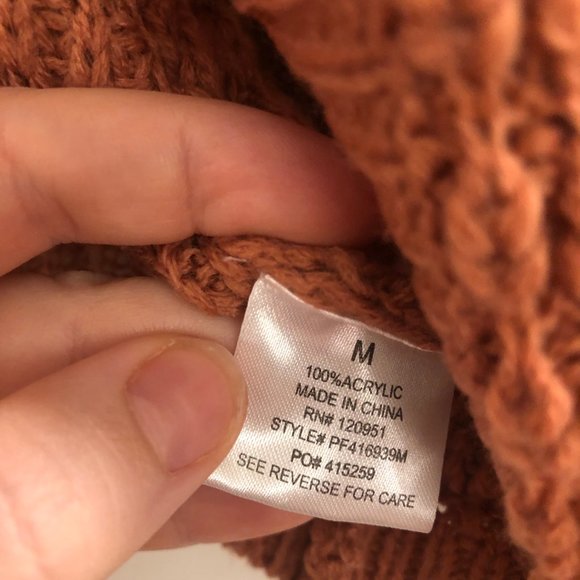 M
100%ACRYLIC
MADE IN CHINA
RN# 120951
STYLE# PF416939M
PO# 415259
SEE REVERSE FOR CARE